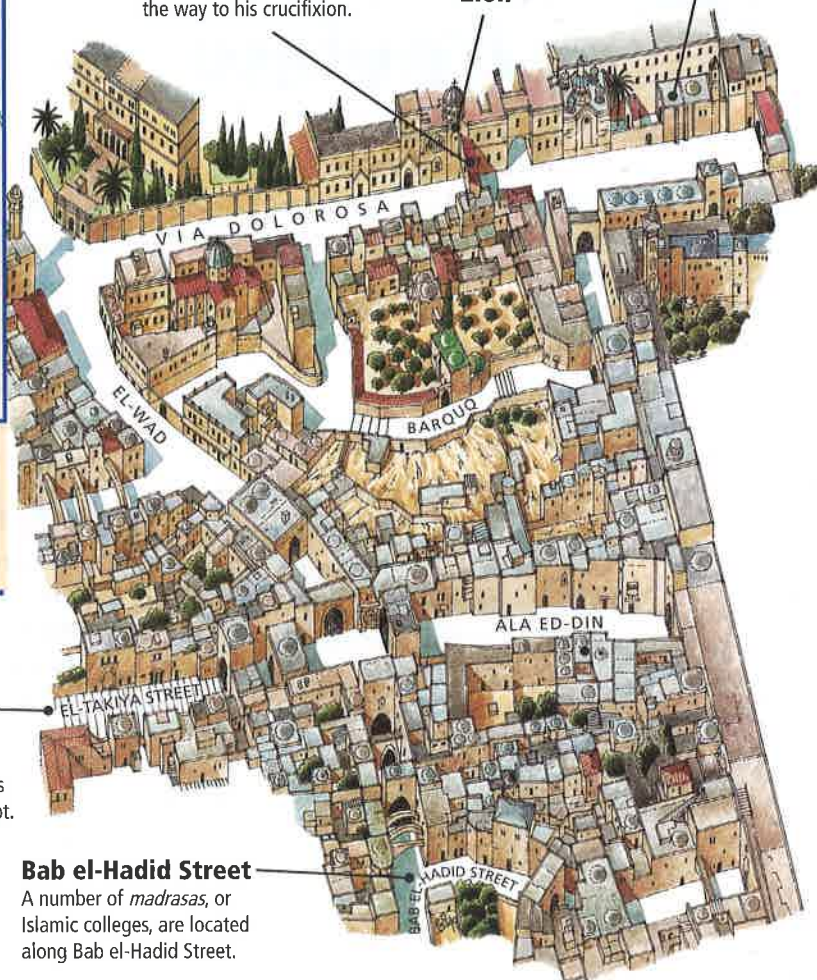 the way to his crucifixion.
VIA DOLOROSA
EL-WAD
BARQUQ
ALA ED-DIN
EL-TAKIYA STREET
Bab el-Hadid Street
A number of madrasas, or
Islamic colleges, are located
along Bab el-Hadid Street.
BAB EL-HADID STREET